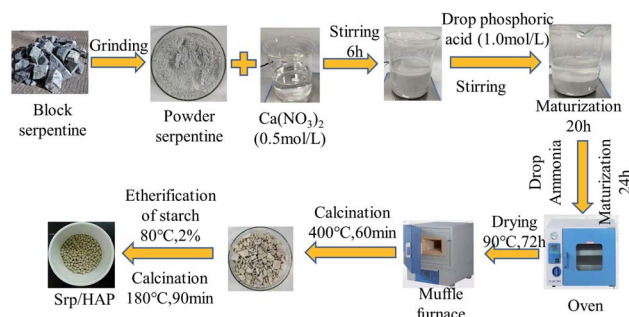 Grinding
Block
serpentine
Powder
serpentine
Ca(NO₃)₂
(0.5mol/L)
Stirring
6h
Drop phosphoric
acid (1.0mol/L)
Stirring
Maturization
20h
Drop
Ammonia
Maturization
24h
Oven
Drying
90℃,72h
Muffle
furnace
Calcination
400℃,60min
Etherification
of starch
80℃,2%
Calcination
180℃,90min
Srp/HAP